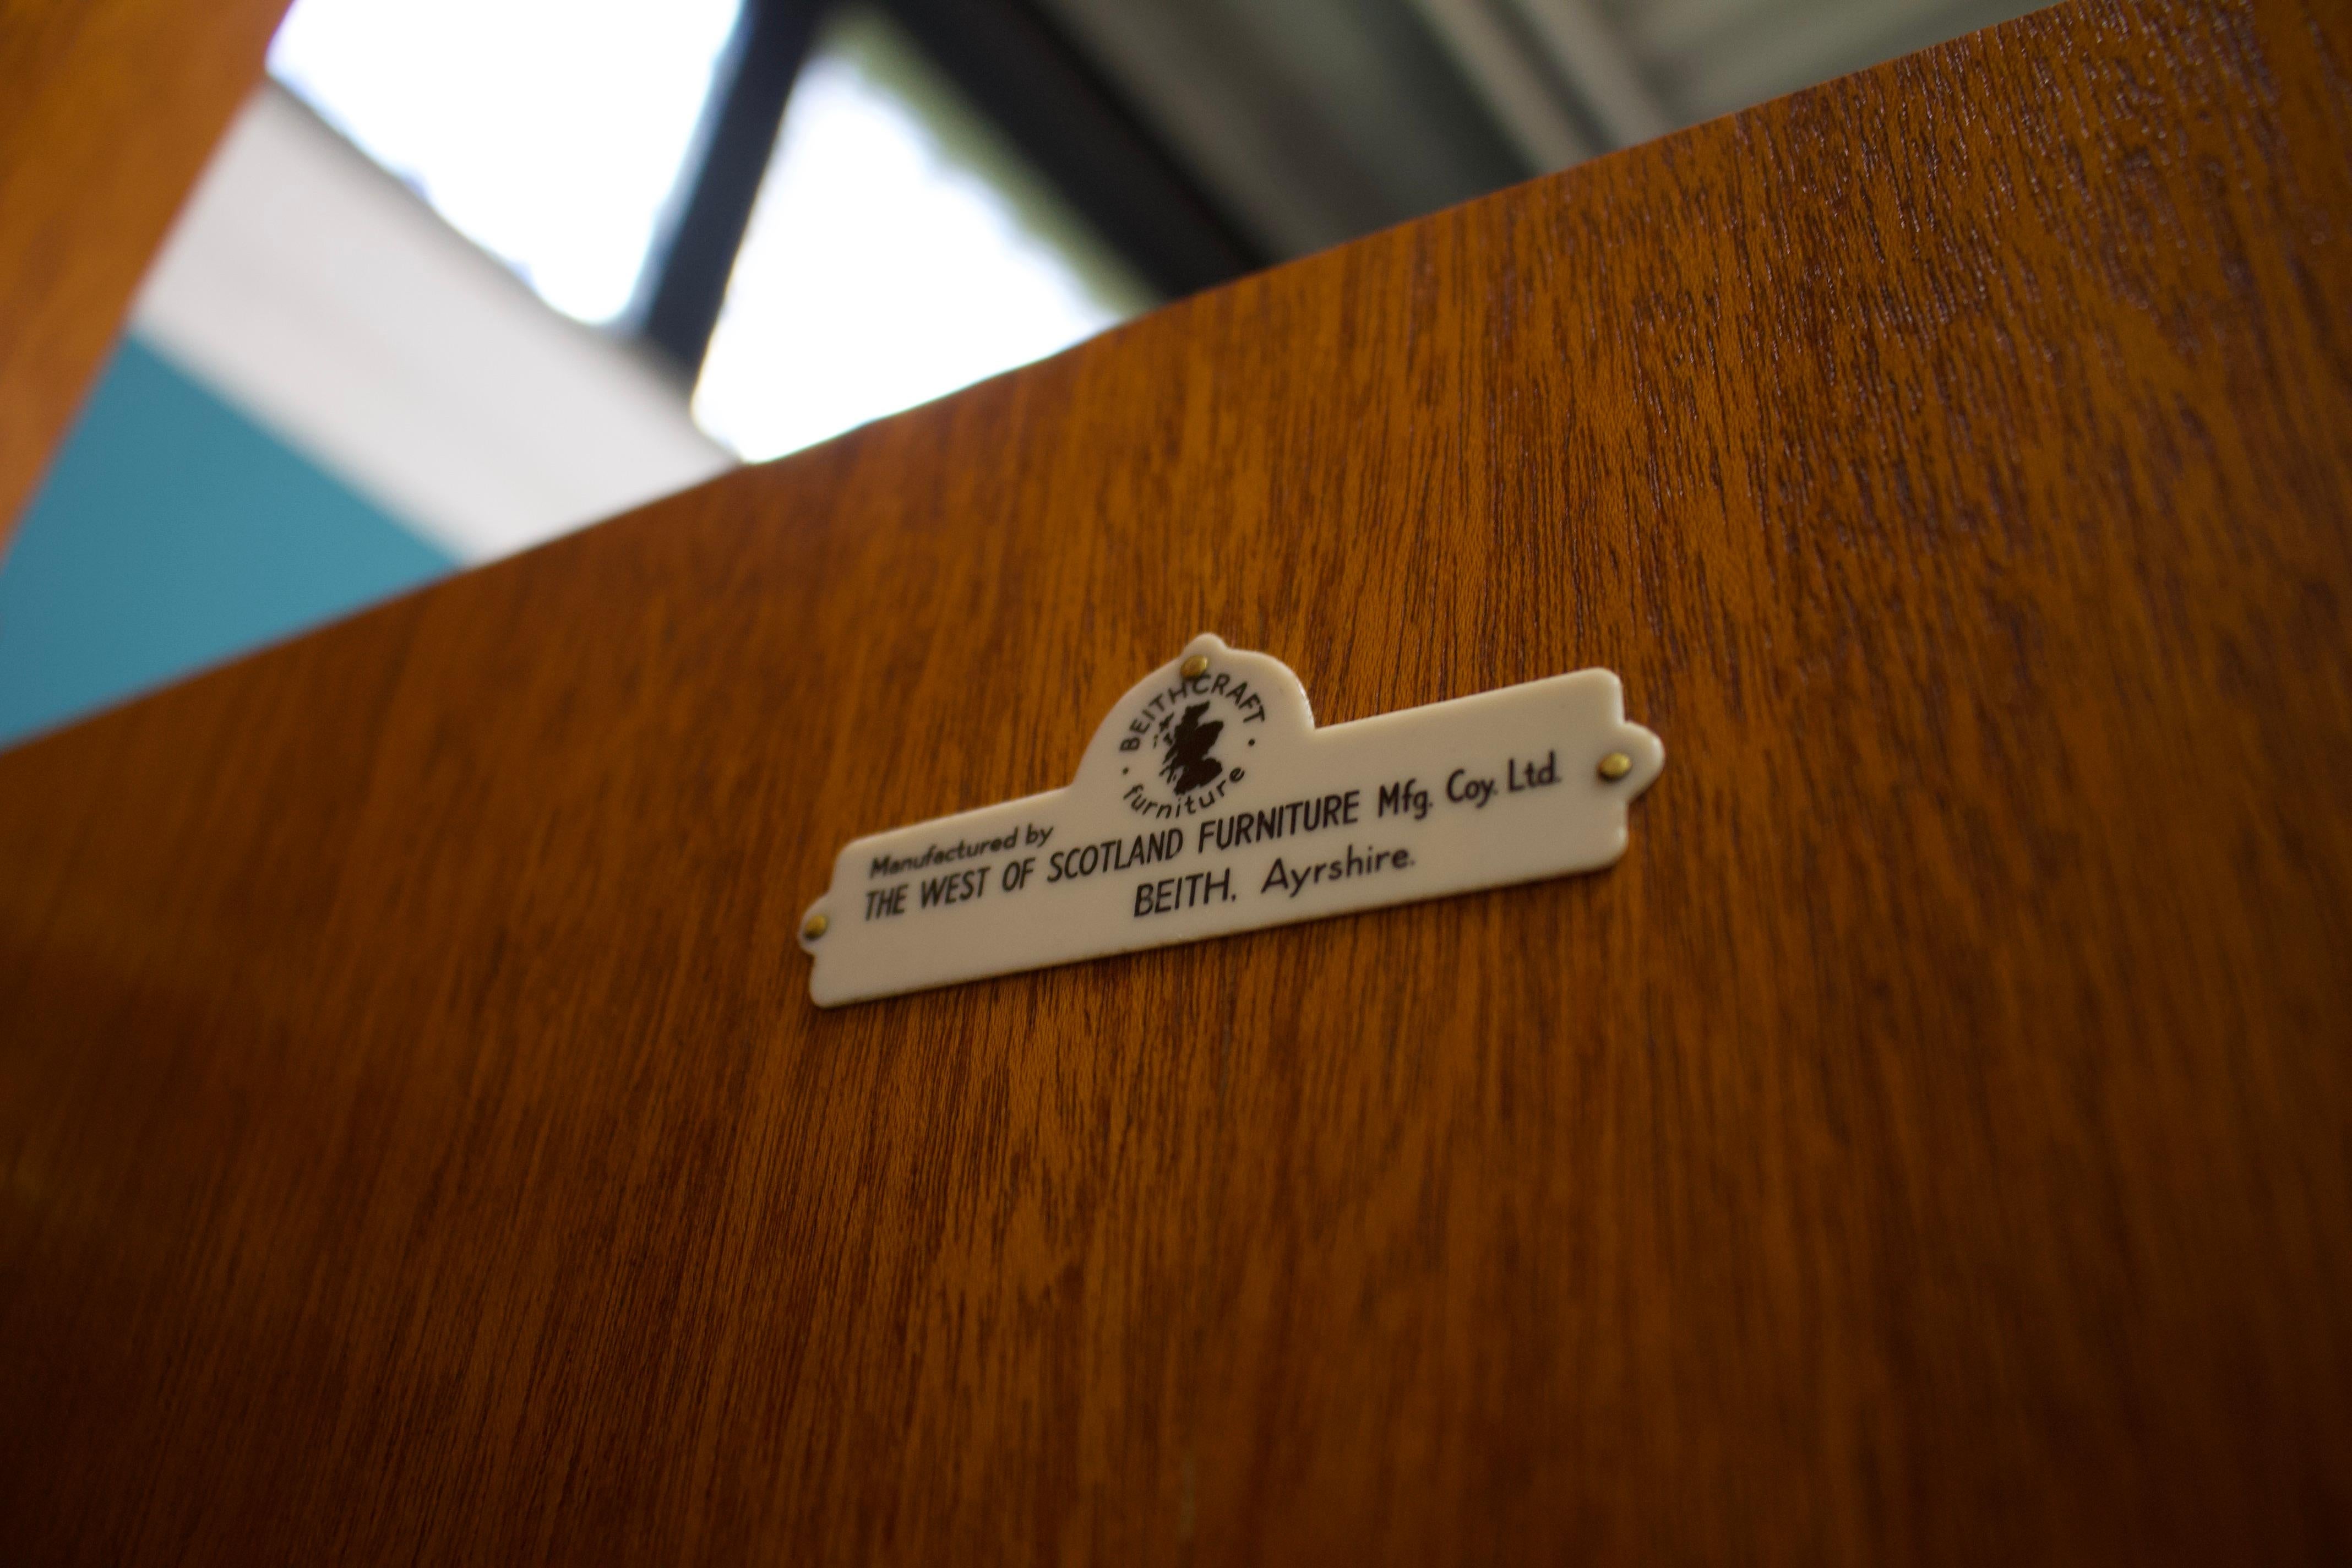 BEITHCRAFT
furniture
Manufactured by
THE WEST OF SCOTLAND FURNITURE Mfg. Coy. Ltd.
BEITH, Ayrshire.